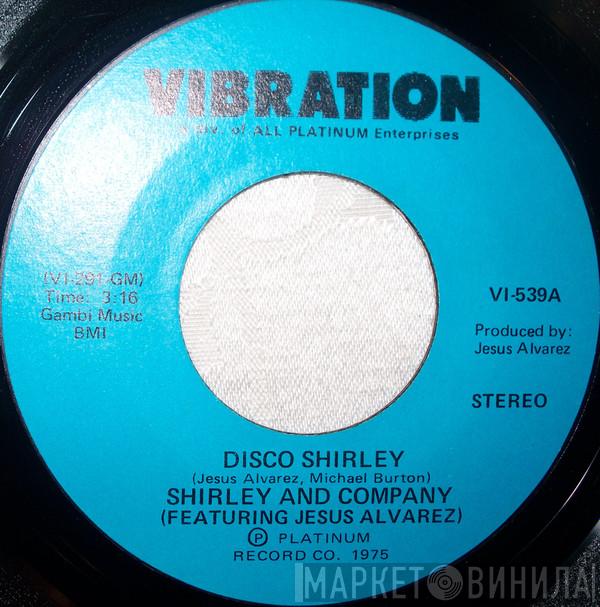 VIBRATION
A DIV. of ALL PLATINUM Enterprises
(VI-291-GM)
Time: 3:16
Gambi Music
BMI
VI-539A
Produced by:
Jesus Alvarez
STEREO
DISCO SHIRLEY
(Jesus Alvarez, Michael Burton)
SHIRLEY AND COMPANY
(FEATURING JESUS ALVAREZ)
Ⓟ PLATINUM
RECORD CO. 1975
МАРКЕТ ВИНИЛА